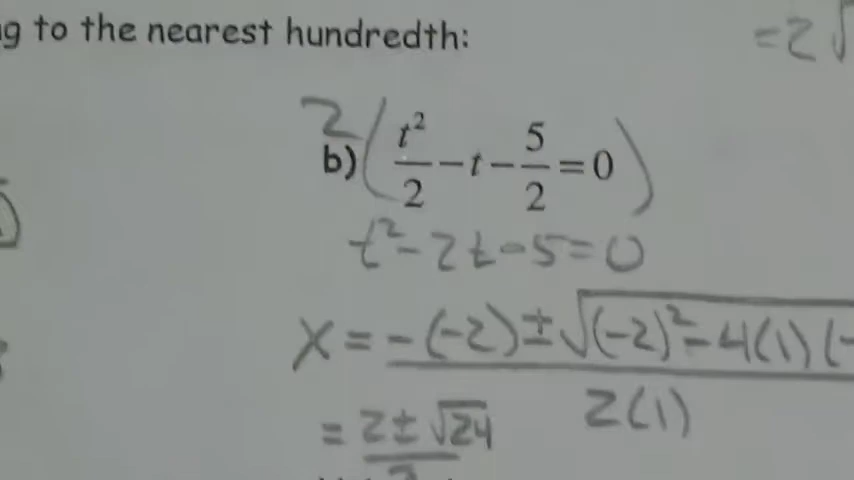 g to the nearest hundredth:
= 2√
2
b) ( t²/2 − t − 5/2 = 0 )
t² − 2t − 5 = 0
x = −(−2) ± √(−2)² − 4(1)(−
2(1)
= 2 ± √24
2